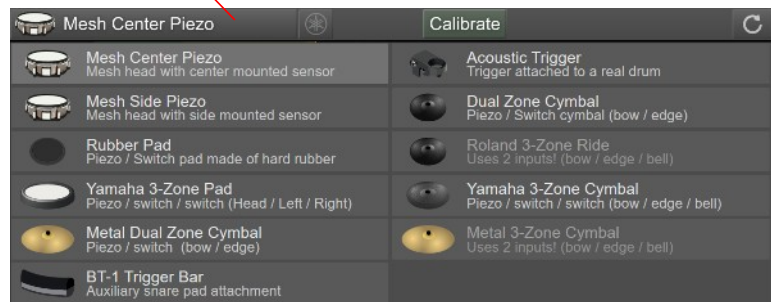 Mesh Center Piezo
Calibrate
Mesh Center Piezo
Mesh head with center mounted sensor
Acoustic Trigger
Trigger attached to a real drum
Mesh Side Piezo
Mesh head with side mounted sensor
Dual Zone Cymbal
Piezo / Switch cymbal (bow / edge)
Rubber Pad
Piezo / Switch pad made of hard rubber
Roland 3-Zone Ride
Uses 2 inputs! (bow / edge / bell)
Yamaha 3-Zone Pad
Piezo / switch / switch (Head / Left / Right)
Yamaha 3-Zone Cymbal
Piezo / switch / switch (bow / edge / bell)
Metal Dual Zone Cymbal
Piezo / switch (bow / edge)
Metal 3-Zone Cymbal
Uses 2 inputs! (bow / edge / bell)
BT-1 Trigger Bar
Auxiliary snare pad attachment